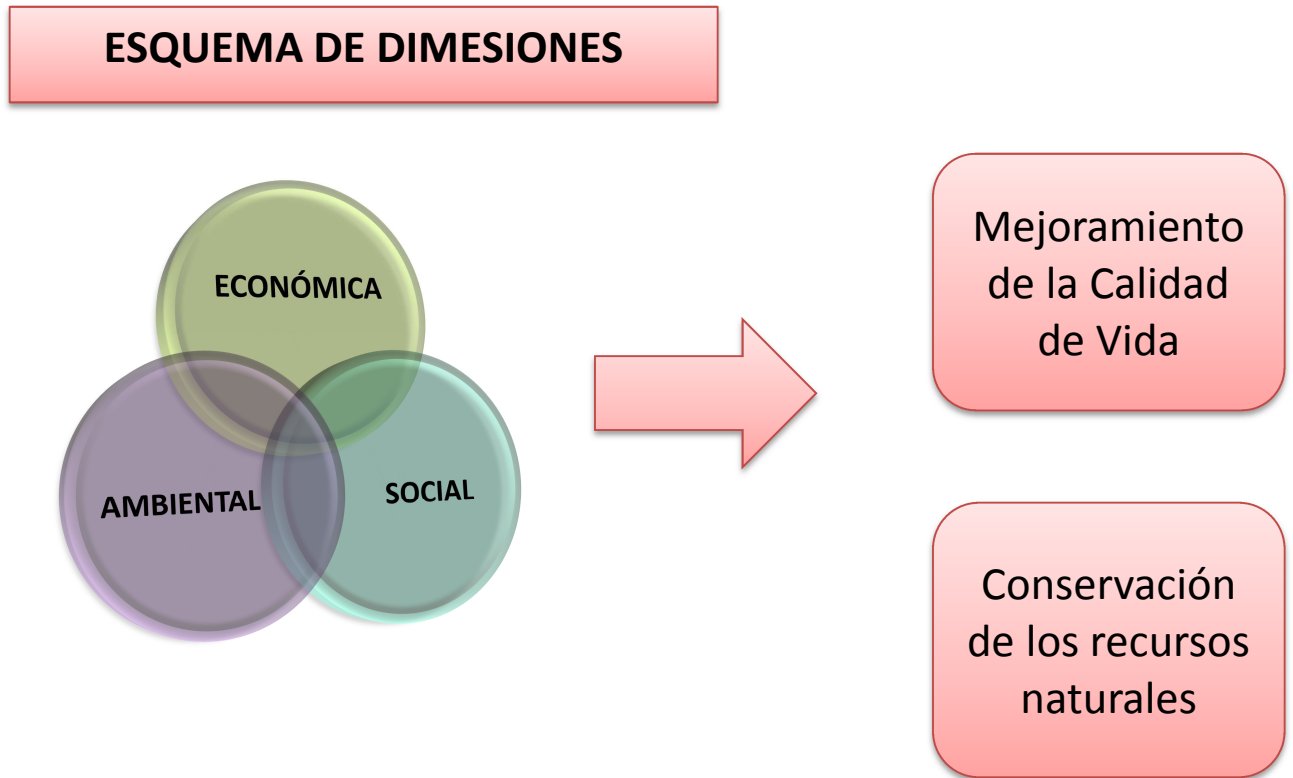 ESQUEMA DE DIMESIONES
ECONÓMICA
AMBIENTAL
SOCIAL
Mejoramiento
de la Calidad
de Vida
Conservación
de los recursos
naturales